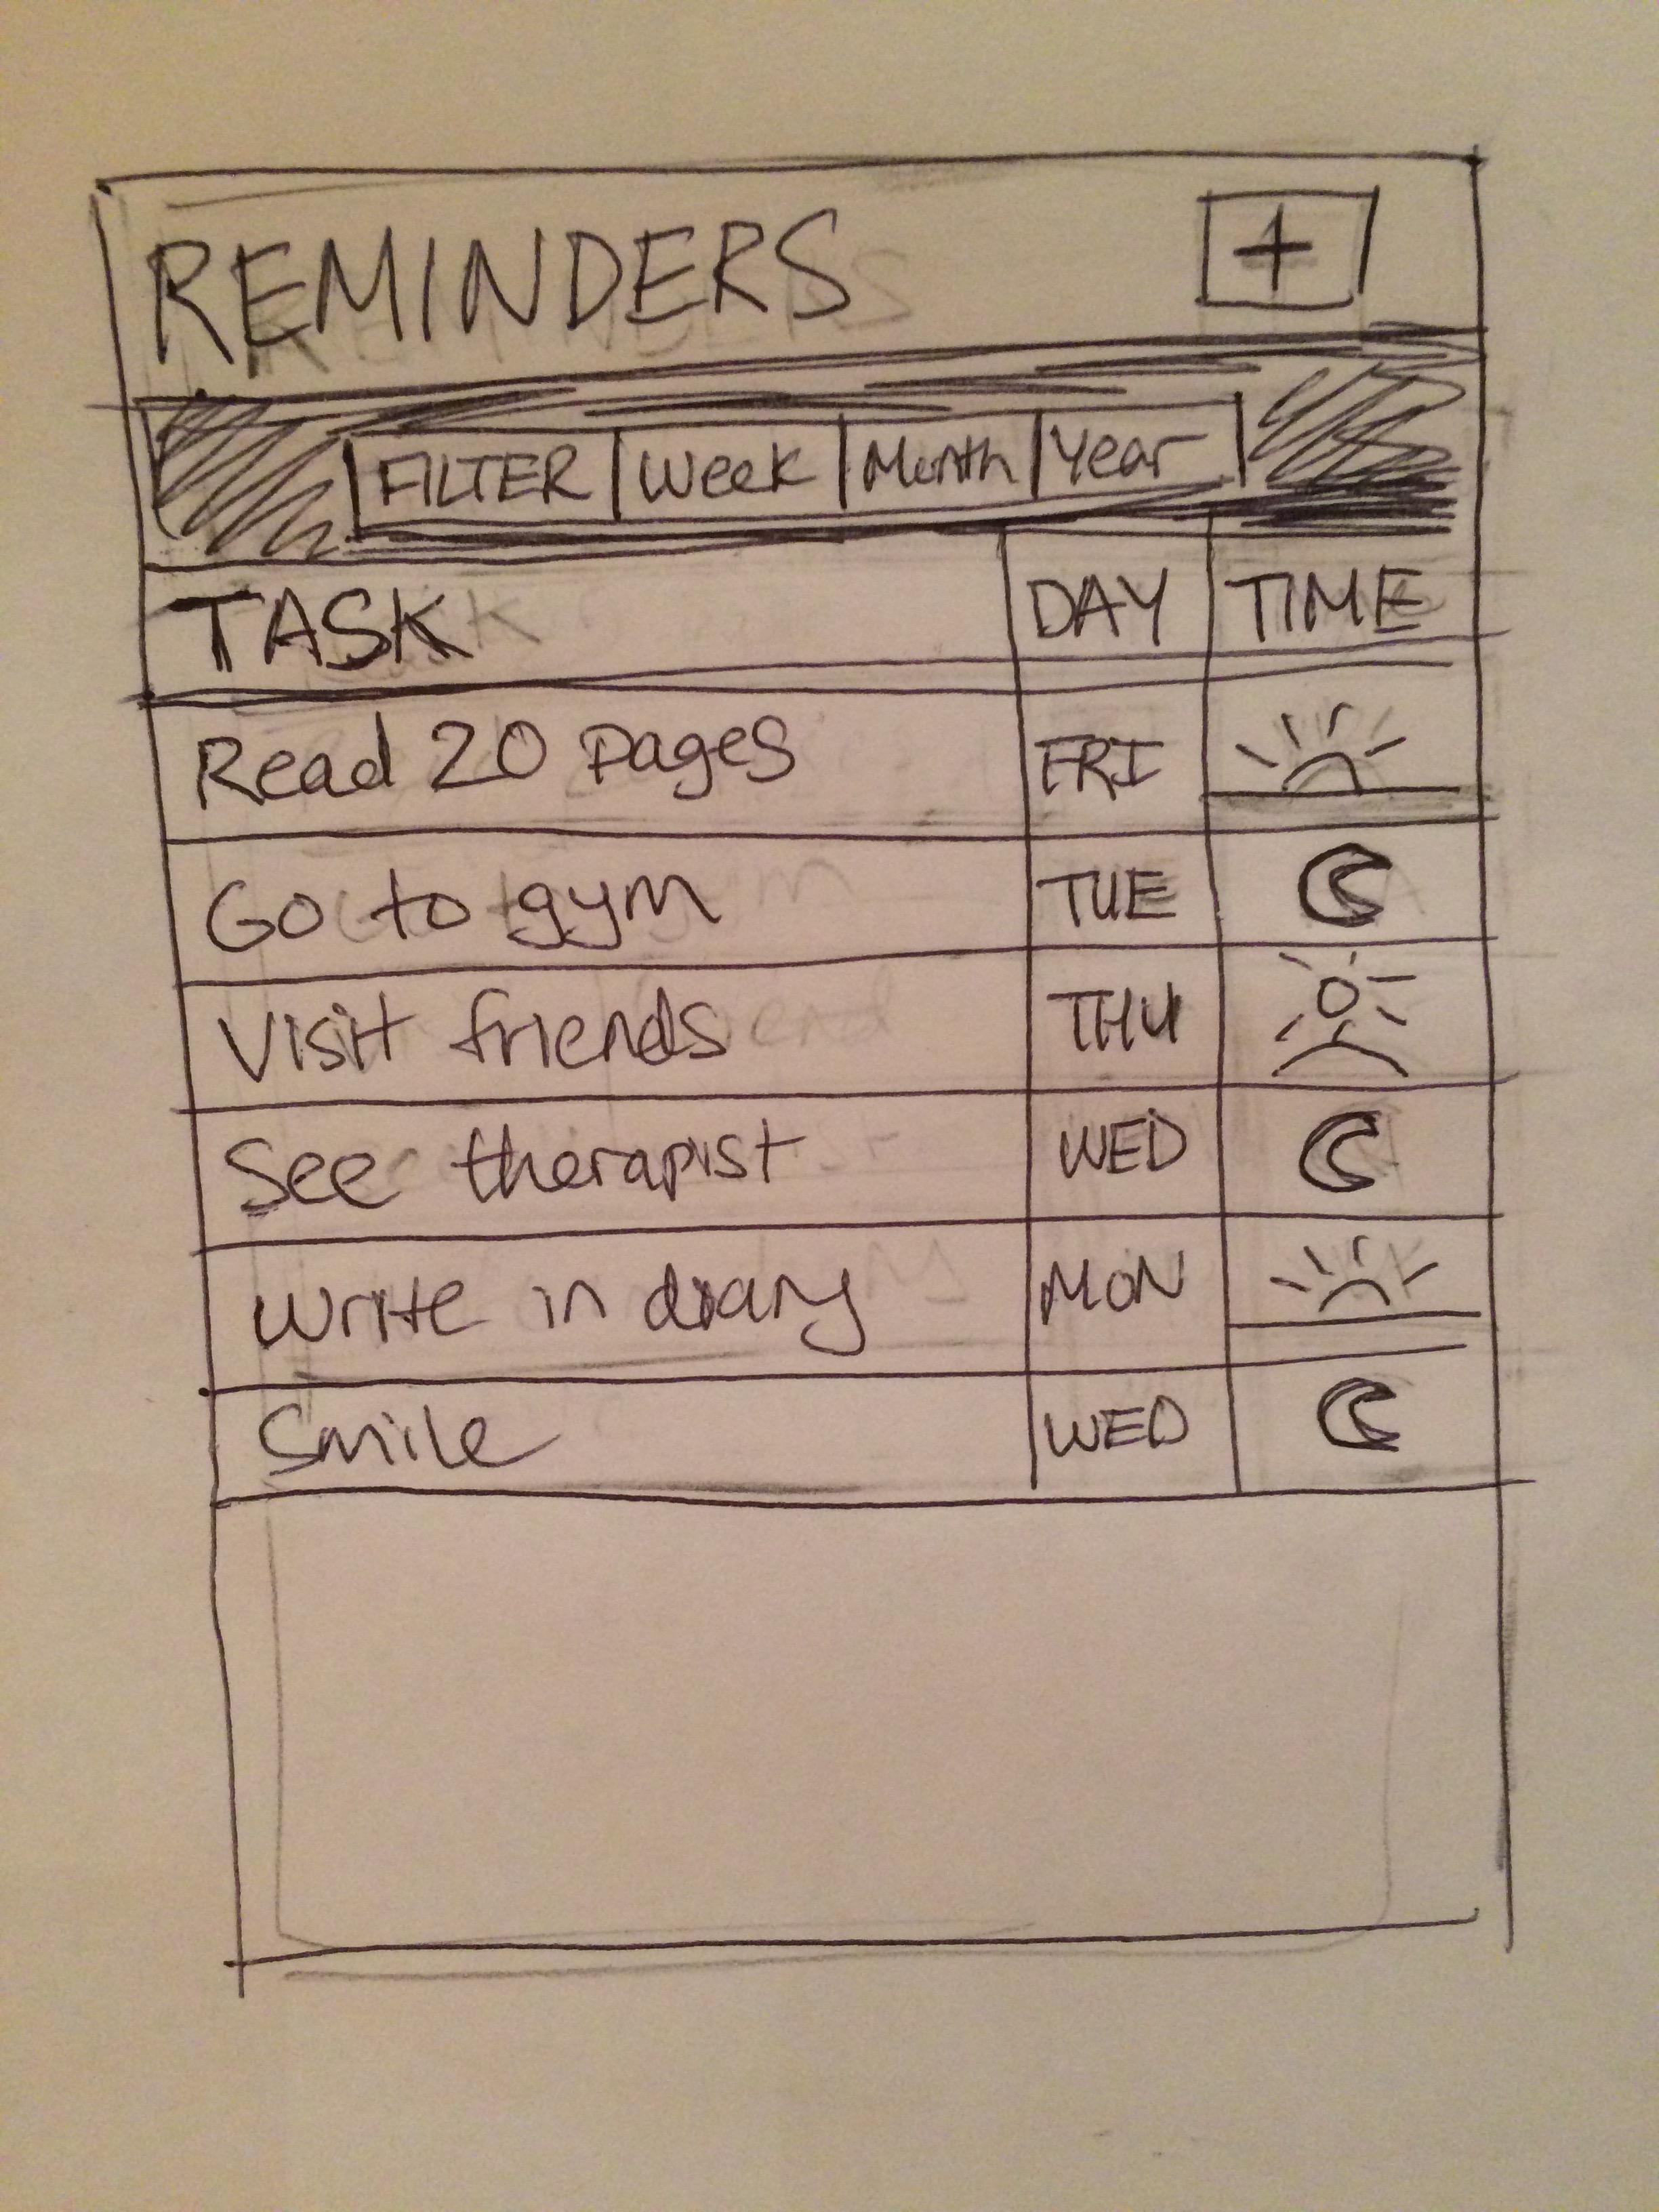 REMINDERS +
FILTER Week Month Year
TASK DAY TIME
Read 20 pages FRI
Go to gym TUE
Visit friends THU
See therapist WED
Write in diary MON
Smile WED